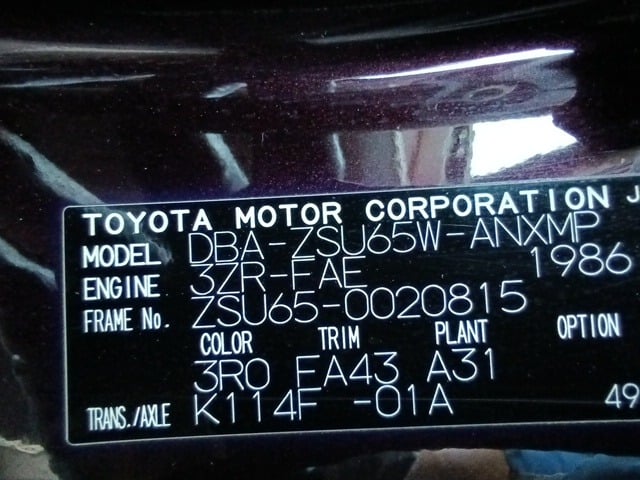 TOYOTA MOTOR CORPORATION J
MODEL DBA-ZSU65W-ANXMP
ENGINE 3ZR-FAE 1986
FRAME No. ZSU65-0020815
COLOR TRIM PLANT OPTION
3R0 FA43 A31
TRANS./AXLE K114F -01A 49